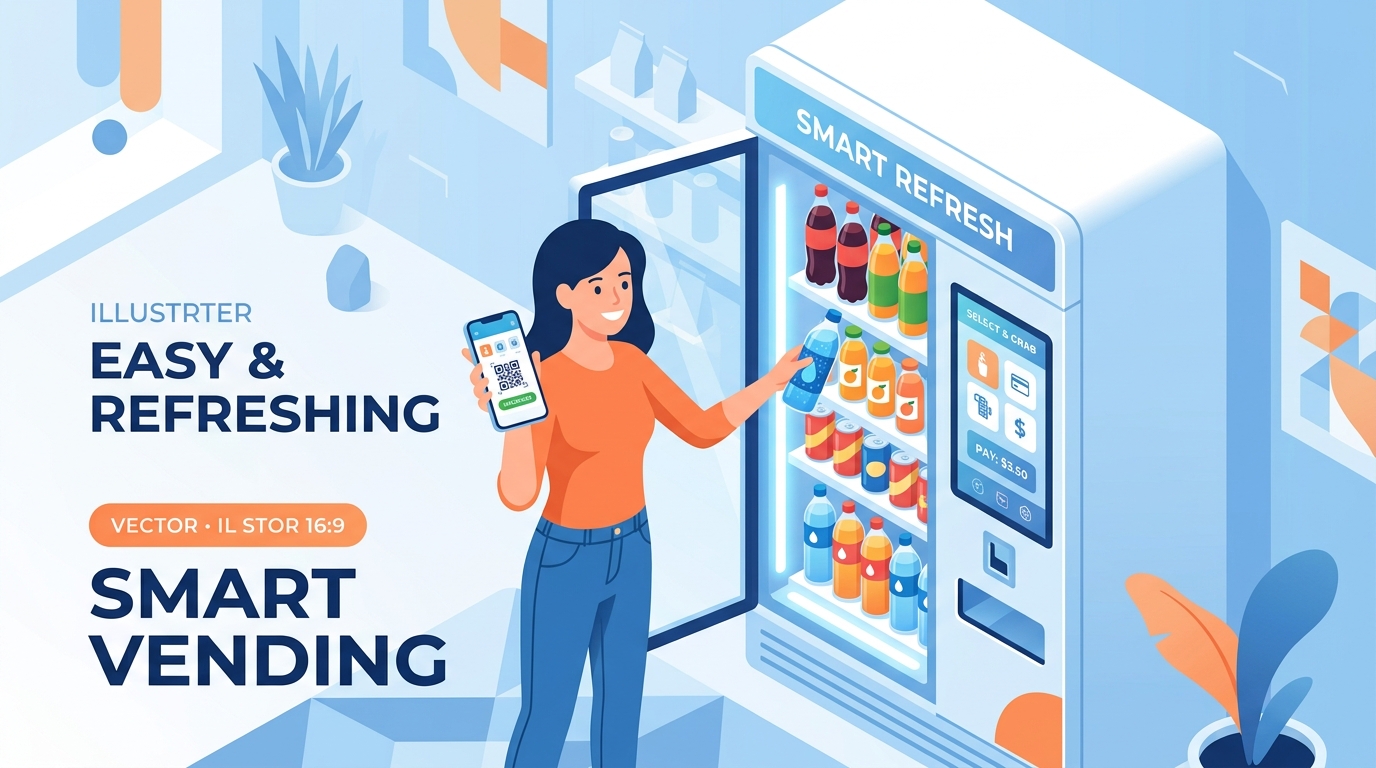 ILLUSTRTER
EASY &
REFRESHING
VECTOR • IL STOR 16:9
SMART
VENDING
SMART REFRESH
SELECT & GRAB
$
PAY: $3.50